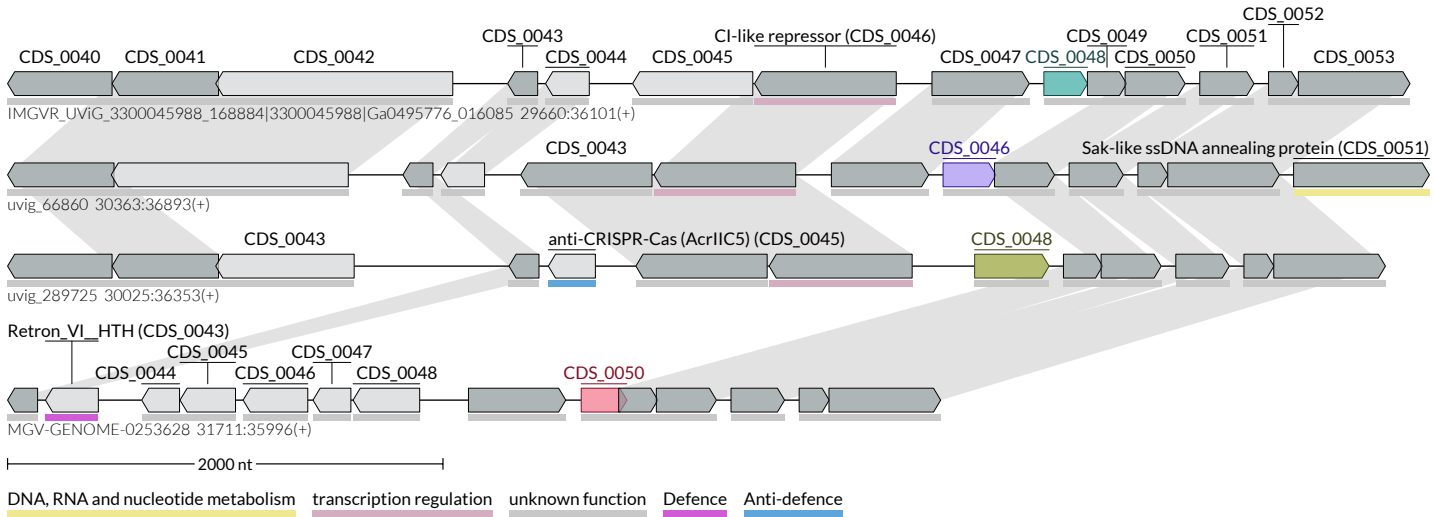 CDS_0052
CDS_0043 CI-like repressor (CDS_0046) CDS_0049 CDS_0051
CDS_0040 CDS_0041 CDS_0042 CDS_0044 CDS_0045 CDS_0047 CDS_0048 CDS_0050 CDS_0053
IMGVR_UViG_3300045988_168884|3300045988|Ga0495776_016085 29660:36101(+)
CDS_0043 CDS_0046 Sak-like ssDNA annealing protein (CDS_0051)
uvig_66860 30363:36893(+)
CDS_0043 anti-CRISPR-Cas (AcrIIC5) (CDS_0045) CDS_0048
uvig_289725 30025:36353(+)
Retron_VI__HTH (CDS_0043)
CDS_0045 CDS_0047
CDS_0044 CDS_0046 CDS_0048 CDS_0050
MGV-GENOME-0253628 31711:35996(+)
2000 nt
DNA, RNA and nucleotide metabolism transcription regulation unknown function Defence Anti-defence